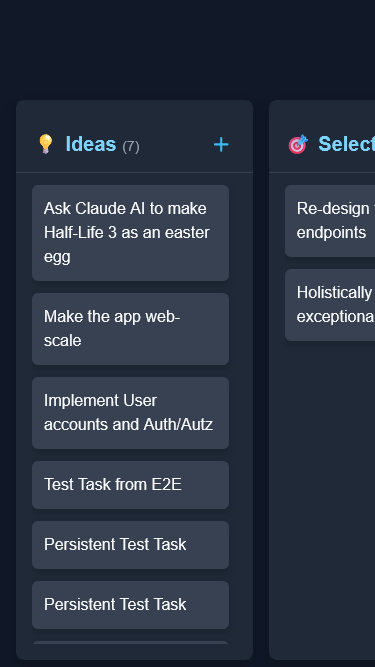 Ideas (7)
Ask Claude AI to make
Half-Life 3 as an easter
egg
Make the app web-
scale
Implement User
accounts and Auth/Autz
Test Task from E2E
Persistent Test Task
Persistent Test Task
Select
Re-design
endpoints
Holistically
exceptiona